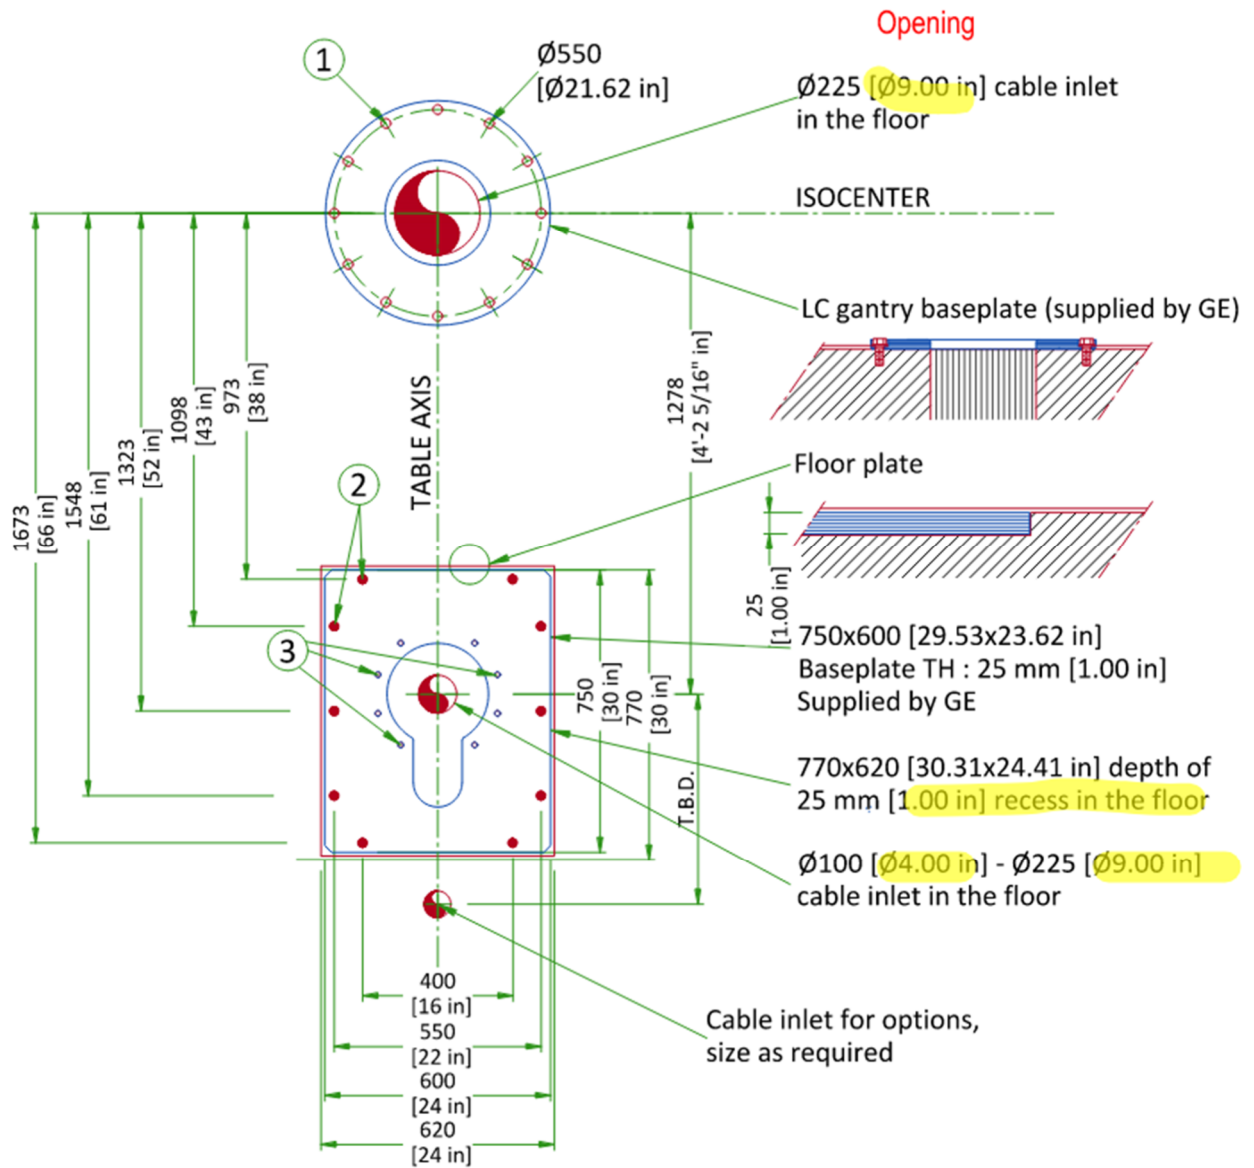 Opening
1
Ø550
[Ø21.62 in]
Ø225 [Ø9.00 in] cable inlet
in the floor
ISOCENTER
LC gantry baseplate (supplied by GE)
TABLE AXIS
973
[38 in]
1098
[43 in]
1323
[52 in]
1548
[61 in]
1673
[66 in]
1278
[4'-2 5/16" in]
2
Floor plate
25
[1.00 in]
3
750x600 [29.53x23.62 in]
Baseplate TH : 25 mm [1.00 in]
Supplied by GE
750
[30 in]
770
[30 in]
770x620 [30.31x24.41 in] depth of
25 mm [1.00 in] recess in the floor
T.B.D.
Ø100 [Ø4.00 in] - Ø225 [Ø9.00 in]
cable inlet in the floor
400
[16 in]
550
[22 in]
600
[24 in]
620
[24 in]
Cable inlet for options,
size as required